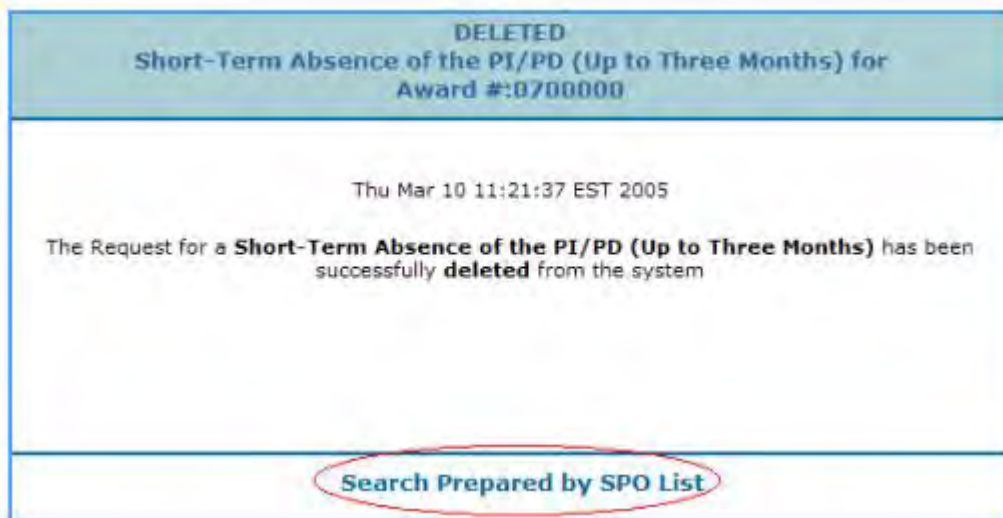 DELETED
Short-Term Absence of the PI/PD (Up to Three Months) for
Award #:0700000
Thu Mar 10 11:21:37 EST 2005
The Request for a Short-Term Absence of the PI/PD (Up to Three Months) has been
successfully deleted from the system
Search Prepared by SPO List